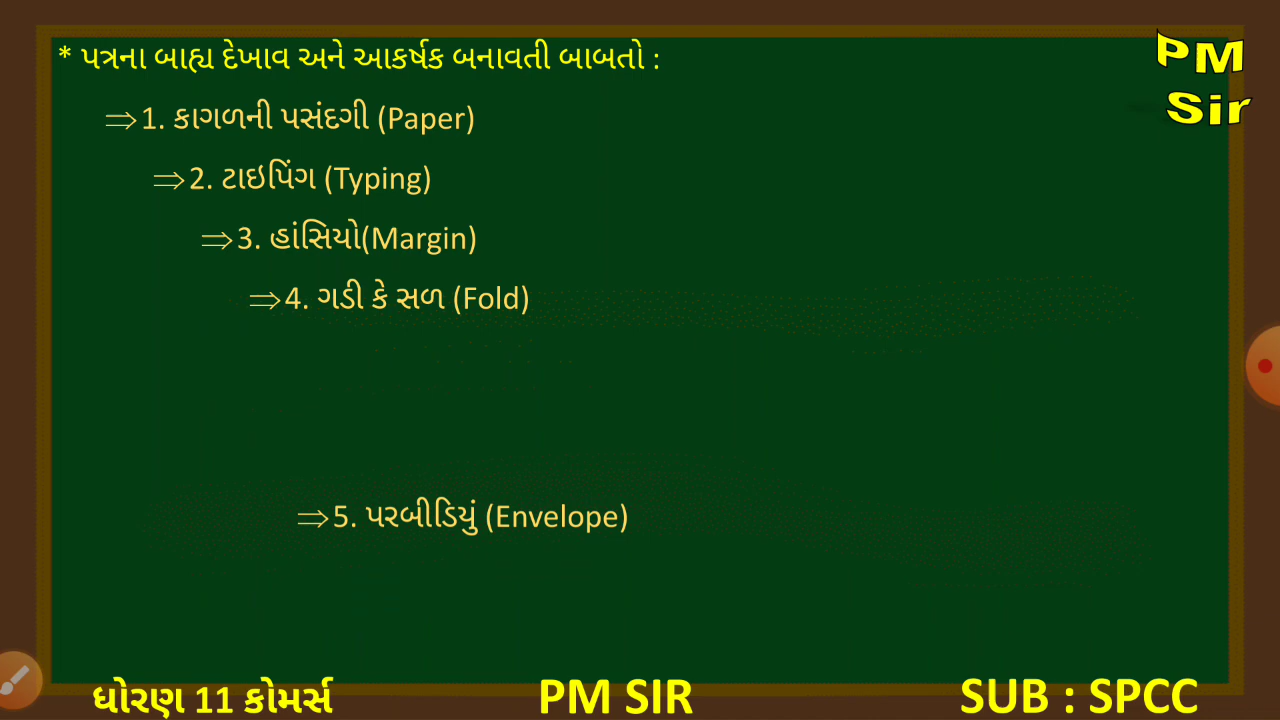 * પત્રના બાહ્ય દેખાવ અને આકર્ષક બનાવતી બાબતો :
PM
Sir
⇒1. કાગળની પસંદગી (Paper)
⇒2. ટાઇપિંગ (Typing)
⇒3. હાંસિયો(Margin)
⇒4. ગડી કે સળ (Fold)
⇒5. પરબીડિયું (Envelope)
ધોરણ 11 કોમર્સ
PM SIR
SUB : SPCC